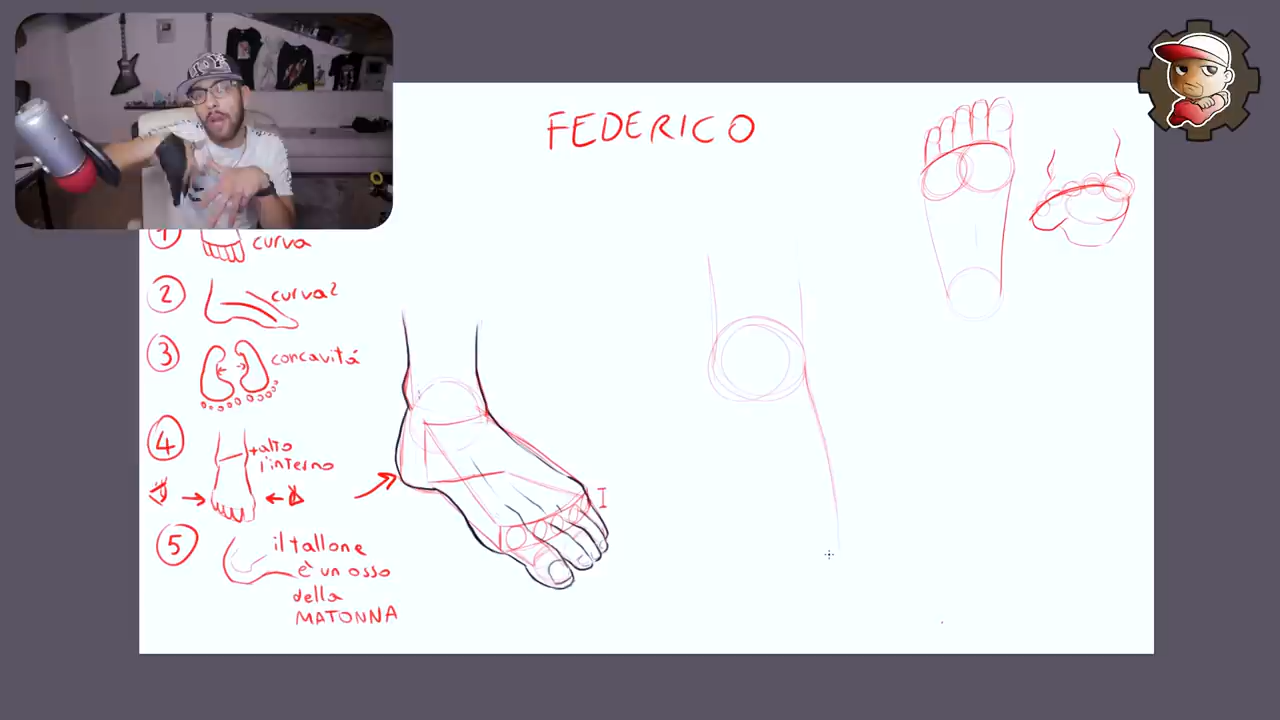 FEDERICO
1 curva
2 curva2
3 concavità
4 + alto
l'interno
I
5 il tallone
è un osso
della
MATONNA